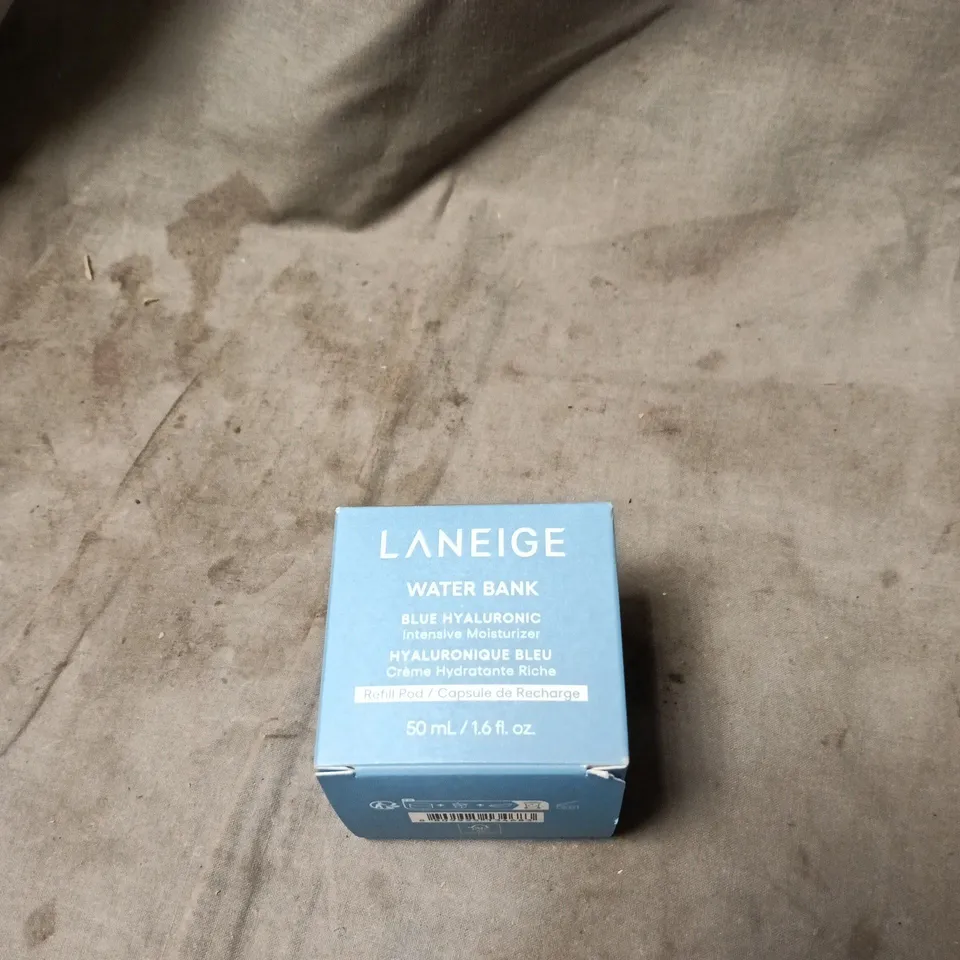 LANEIGE
WATER BANK
BLUE HYALURONIC
Intensive Moisturizer
HYALURONIQUE BLEU
Crème Hydratante Riche
Refill Pod / Capsule de Recharge
50 mL / 1.6 fl. oz.